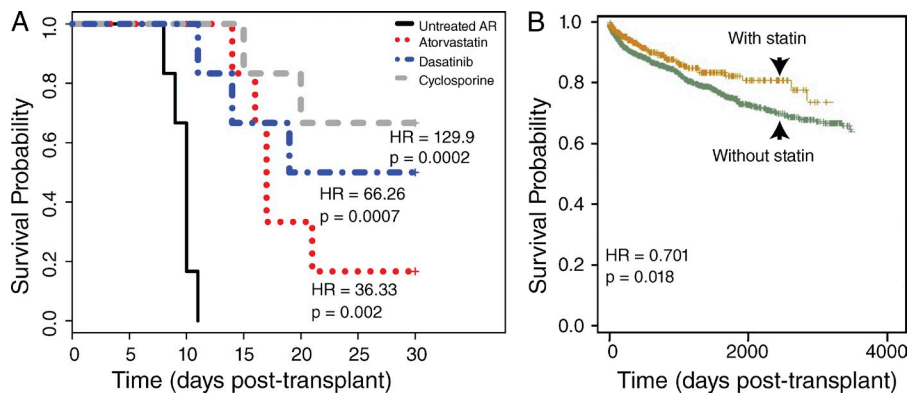 A
Survival Probability
1.0
0.8
0.6
0.4
0.2
0.0
Untreated AR
Atorvastatin
Dasatinib
Cyclosporine
HR = 129.9
p = 0.0002
HR = 66.26
p = 0.0007
HR = 36.33
p = 0.002
0 5 10 15 20 25 30
Time (days post-transplant)
B
Survival Probability
1.0
0.8
0.6
0.4
0.2
0.0
With statin
Without statin
HR = 0.701
p = 0.018
0 2000 4000
Time (days post-transplant)